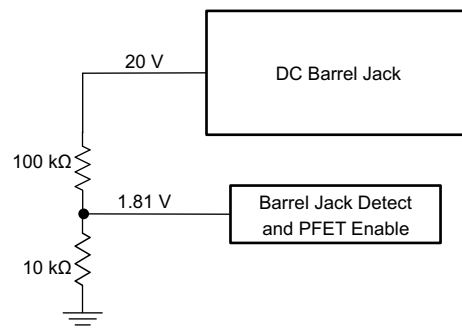 20 V
DC Barrel Jack
100 kΩ
1.81 V
Barrel Jack Detect
and PFET Enable
10 kΩ